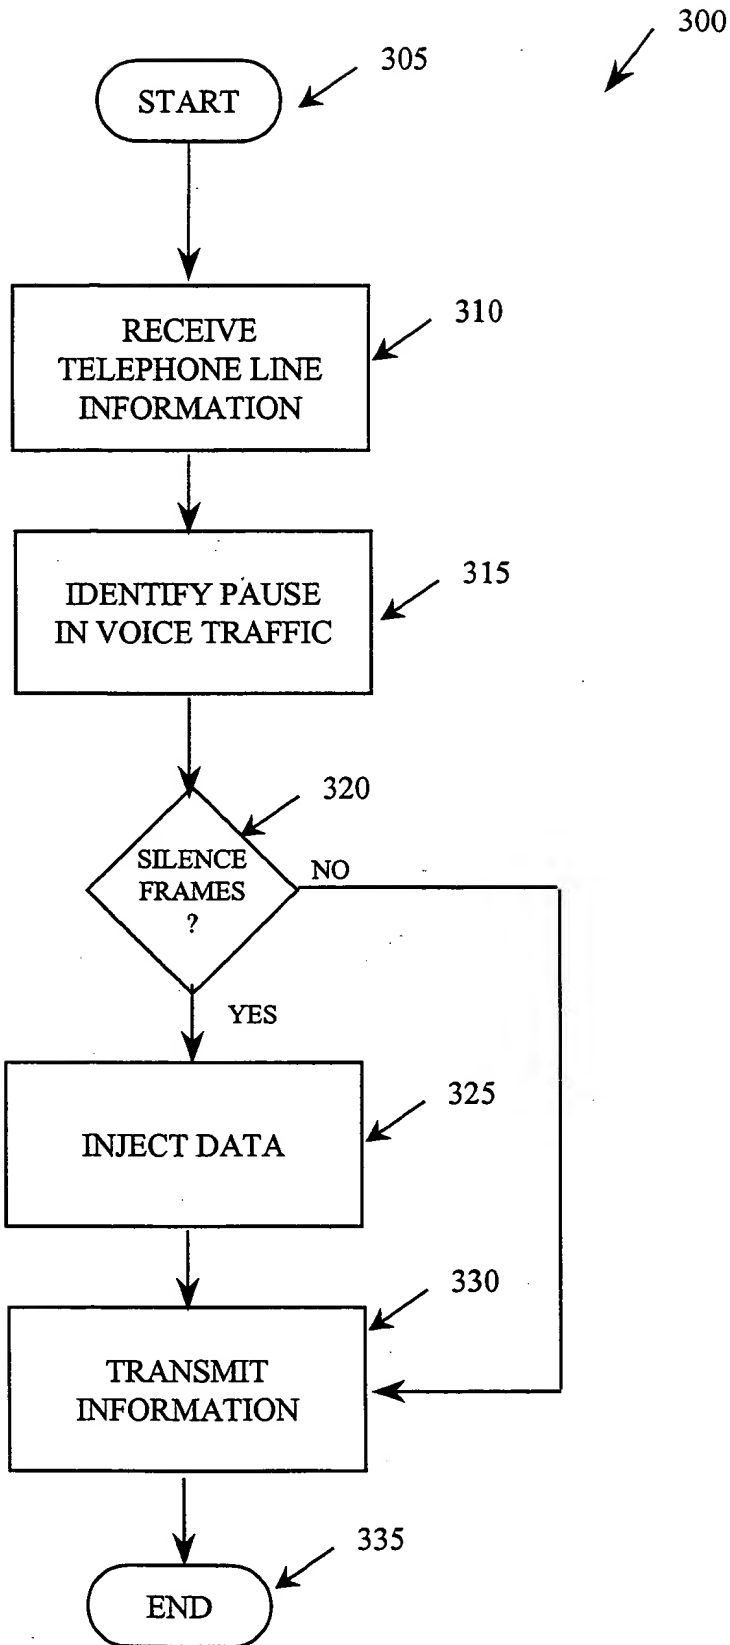 300
START
305
RECEIVE
TELEPHONE LINE
INFORMATION
310
IDENTIFY PAUSE
IN VOICE TRAFFIC
315
320
SILENCE
FRAMES
?
NO
YES
INJECT DATA
325
TRANSMIT
INFORMATION
330
END
335